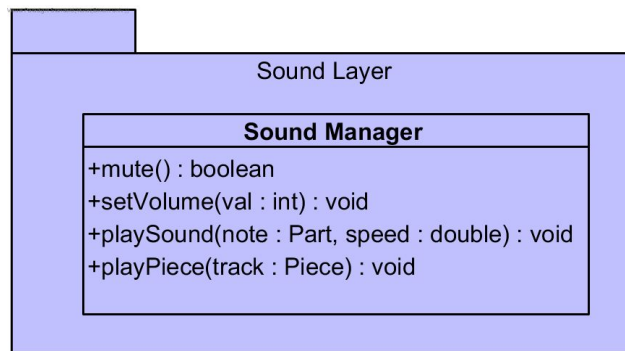 Sound Layer
Sound Manager
+mute() : boolean
+setVolume(val : int) : void
+playSound(note : Part, speed : double) : void
+playPiece(track : Piece) : void